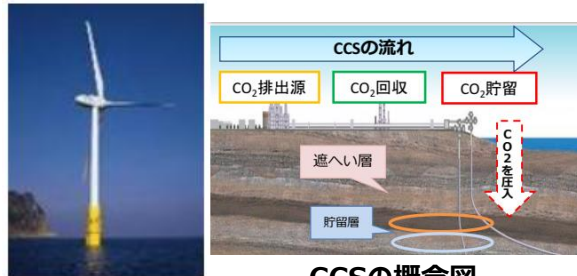 CCSの流れ
CO2排出源
CO2回収
CO2貯留
CO2を圧入
遮へい層
貯留層
CCSの概念図